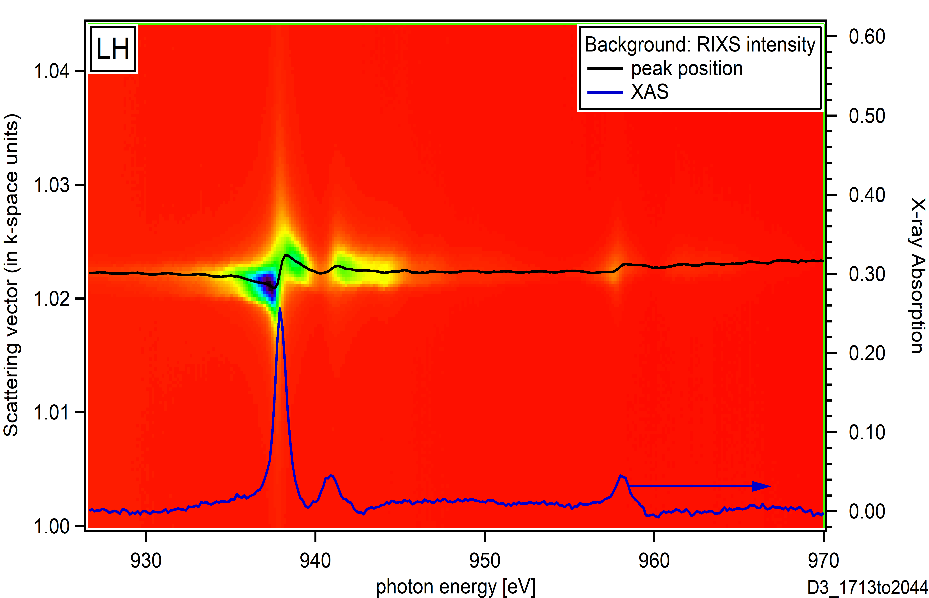 LH
Background: RIXS intensity
peak position
XAS
Scattering vector (in k-space units)
1.04
1.03
1.02
1.01
1.00
0.60
0.50
0.40
0.30
0.20
0.10
0.00
X-ray Absorption
930
940
950
960
970
photon energy [eV]
D3_1713to2044